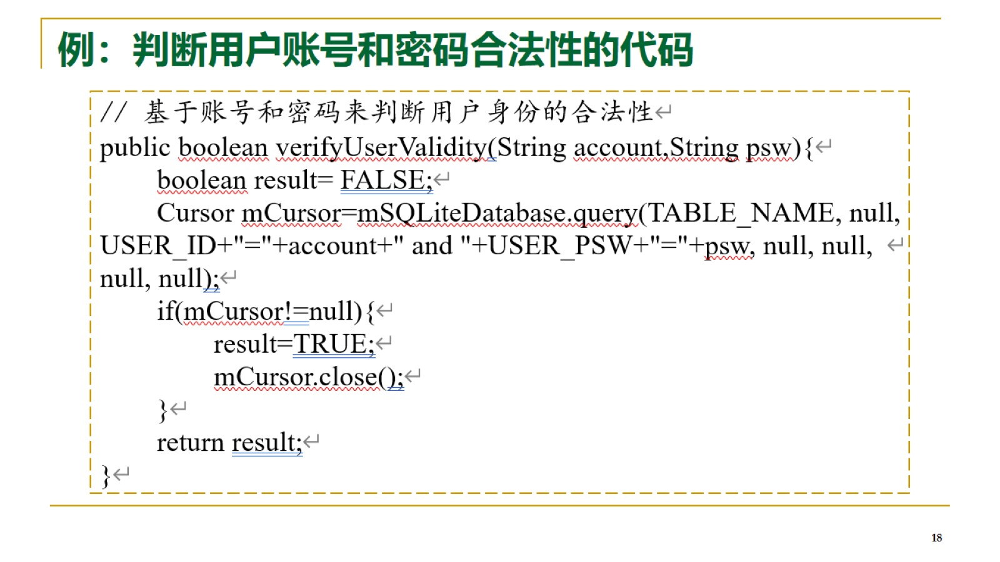 例：判断用户账号和密码合法性的代码
// 基于账号和密码来判断用户身份的合法性↵
public boolean verifyUserValidity(String account,String psw){↵
boolean result= FALSE;↵
Cursor mCursor=mSQLiteDatabase.query(TABLE_NAME, null,
USER_ID+"="+account+" and "+USER_PSW+"="+psw, null, null, ↵
null, null);↵
if(mCursor!=null){↵
result=TRUE;↵
mCursor.close();↵
}↵
return result;↵
}↵
18